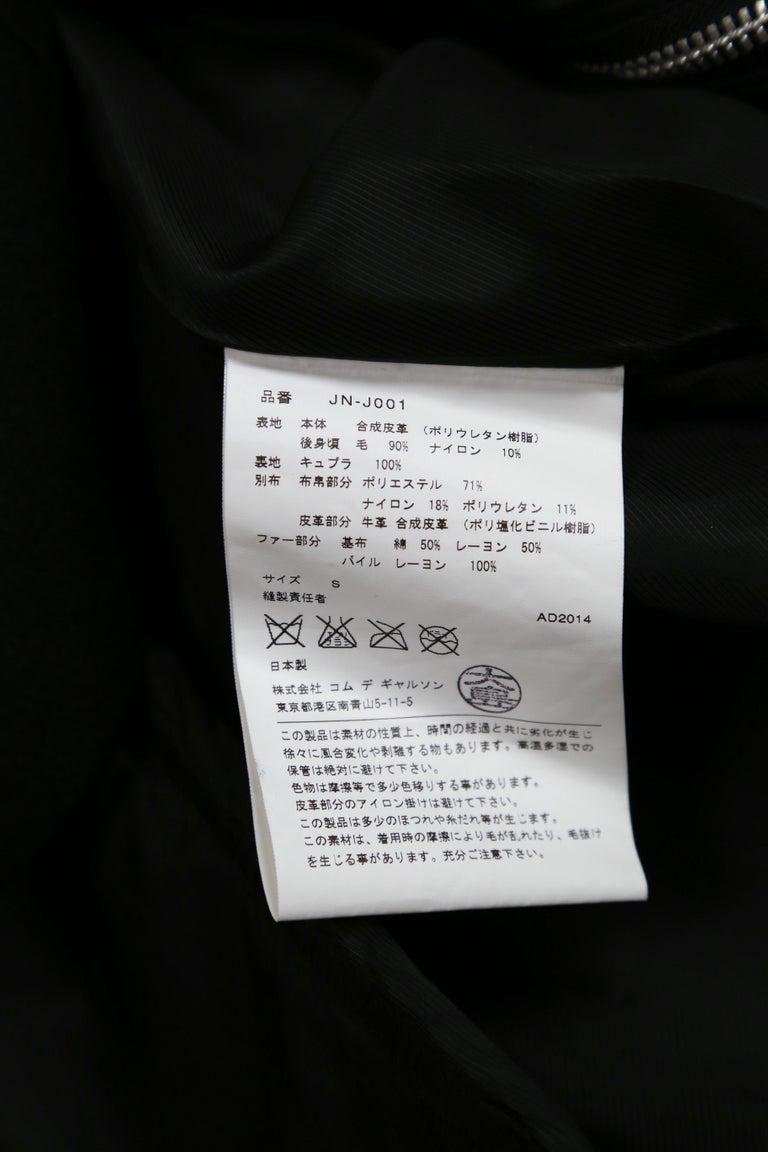 品番 JN-J001
表地 本体 合成皮革 (ポリウレタン樹脂)
後身頃 毛 90% ナイロン 10%
裏地 キュプラ 100%
別布 布帛部分 ポリエステル 71%
ナイロン 18% ポリウレタン 11%
皮革部分 牛革 合成皮革 (ポリ塩化ビニル樹脂)
ファー部分 基布 綿 50% レーヨン 50%
パイル レーヨン 100%
サイズ S
縫製責任者
AD2014
日本製
株式会社 コム デ ギャルソン
東京都港区南青山5-11-5
この製品は素材の性質上、時間の経過と共に劣化が生じ
徐々に風合変化や剥離する物もあります。高温多湿での
保管は絶対に避けて下さい。
色物は摩擦等で多少色移りする事があります。
皮革部分のアイロン掛けは避けて下さい。
この製品は多少のほつれや糸だれ等が生じます。
この素材は、着用時の摩擦により毛が乱れたり、毛抜け
を生じる事があります。充分ご注意下さい。